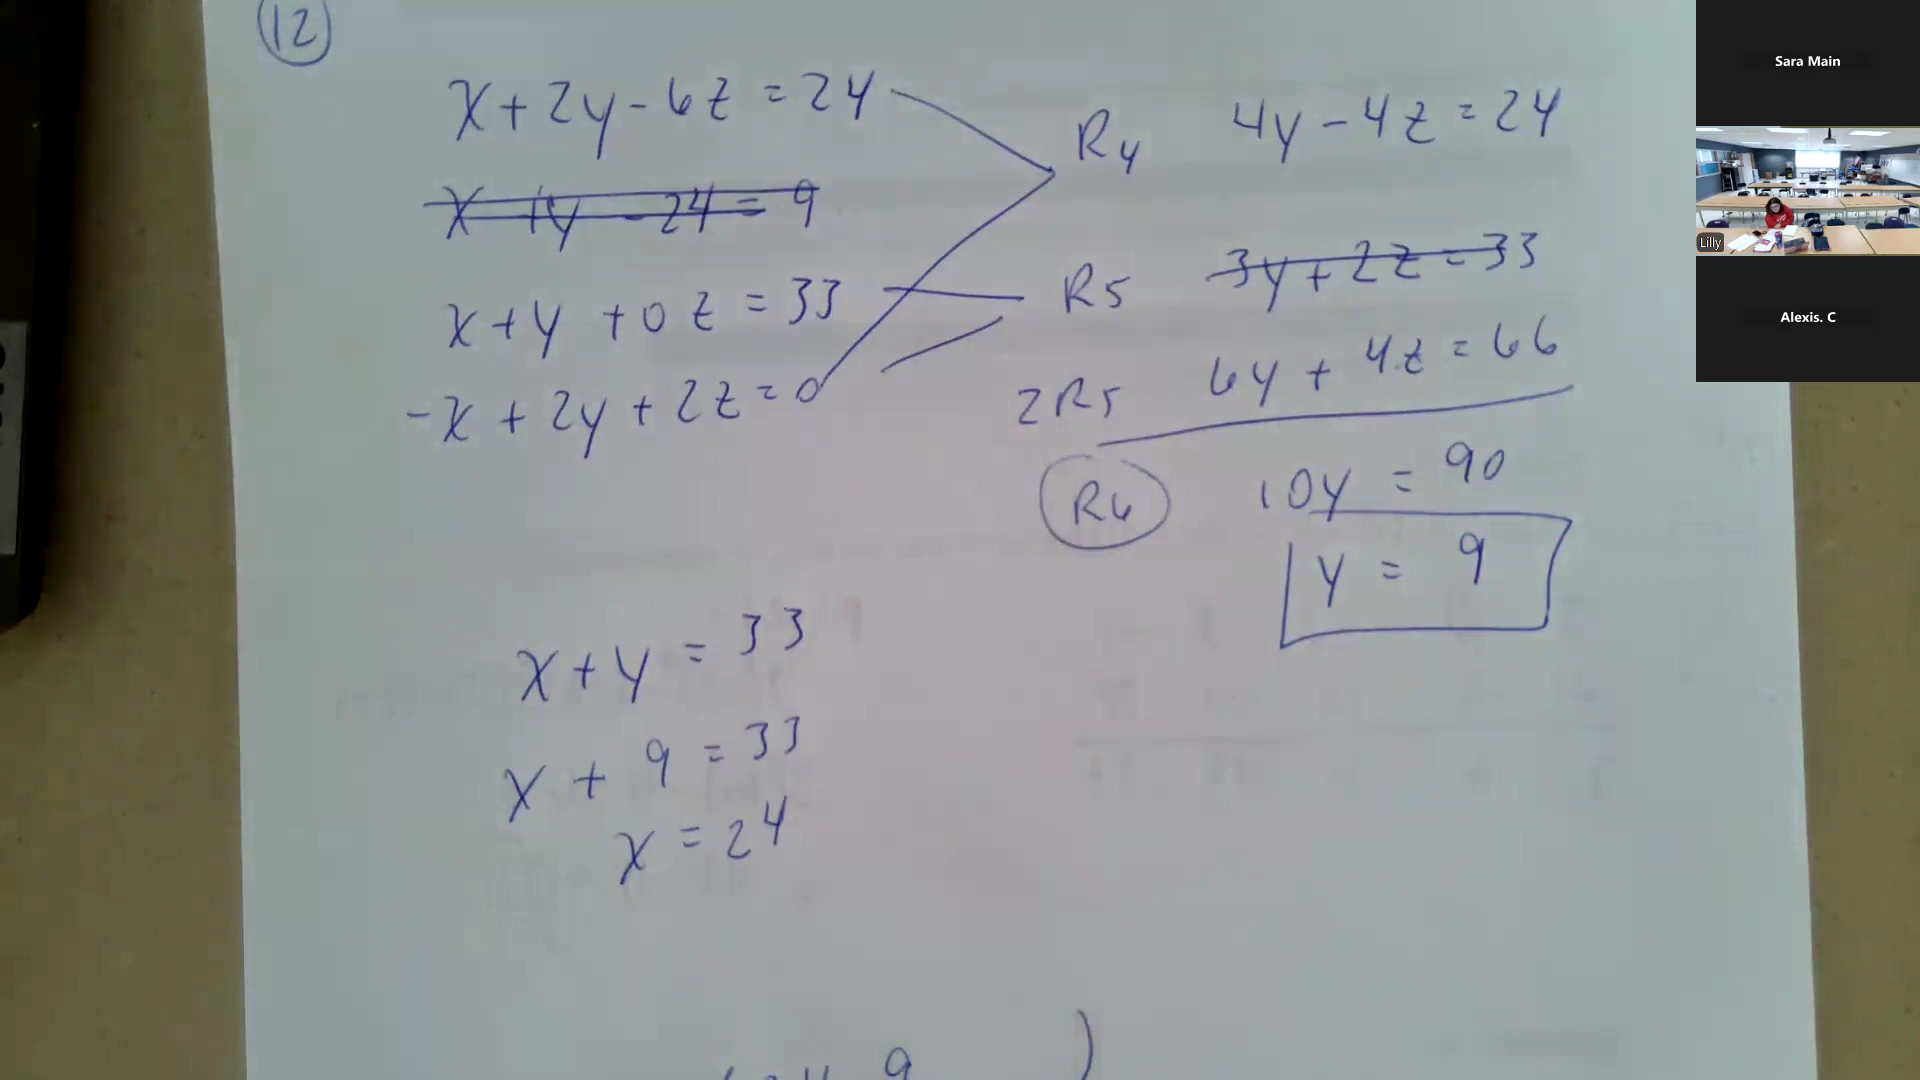 12
x + 2y - 6z = 24
x + y - 24 = 9
x + y + 0z = 33
-x + 2y + 2z = 0
R4 4y - 4z = 24
R5 3y + 2z = 33
2R5 6y + 4z = 66
R6 10y = 90
y = 9
x + y = 33
x + 9 = 33
x = 24
9 )
Sara Main
Lilly
Alexis. C